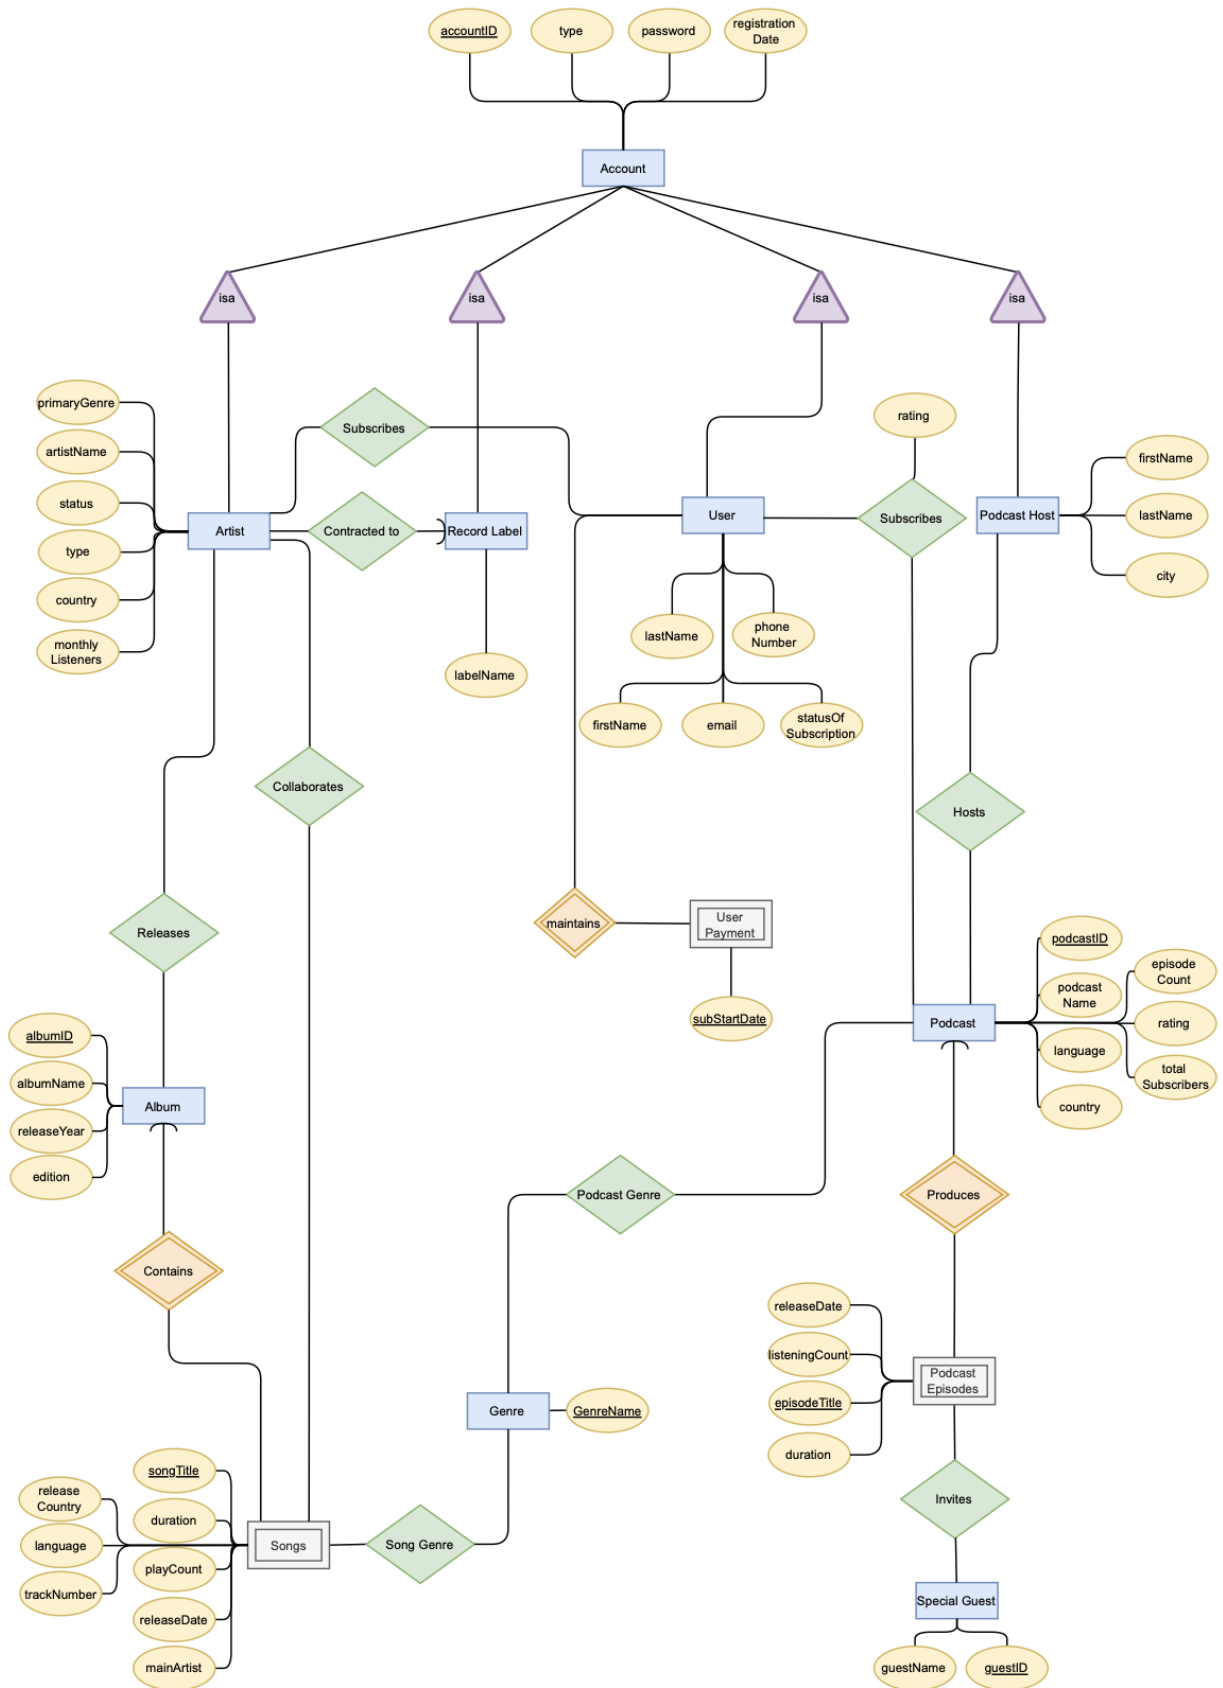 accountID
type
password
registration
Date
Account
isa
isa
isa
isa
primaryGenre
artistName
status
type
country
monthly
Listeners
Artist
Subscribes
Contracted to
Record Label
labelName
User
lastName
phone
Number
firstName
email
statusOf
Subscription
rating
Subscribes
Podcast Host
firstName
lastName
city
Collaborates
Hosts
Releases
maintains
User
Payment
subStartDate
albumID
albumName
releaseYear
edition
Album
Podcast
podcastID
podcast
Name
language
country
episode
Count
rating
total
Subscribers
Podcast Genre
Produces
Contains
Genre
GenreName
releaseDate
listeningCount
episodeTitle
duration
Podcast
Episodes
Invites
Special Guest
guestName
guestID
release
Country
language
trackNumber
songTitle
duration
playCount
releaseDate
mainArtist
Songs
Song Genre